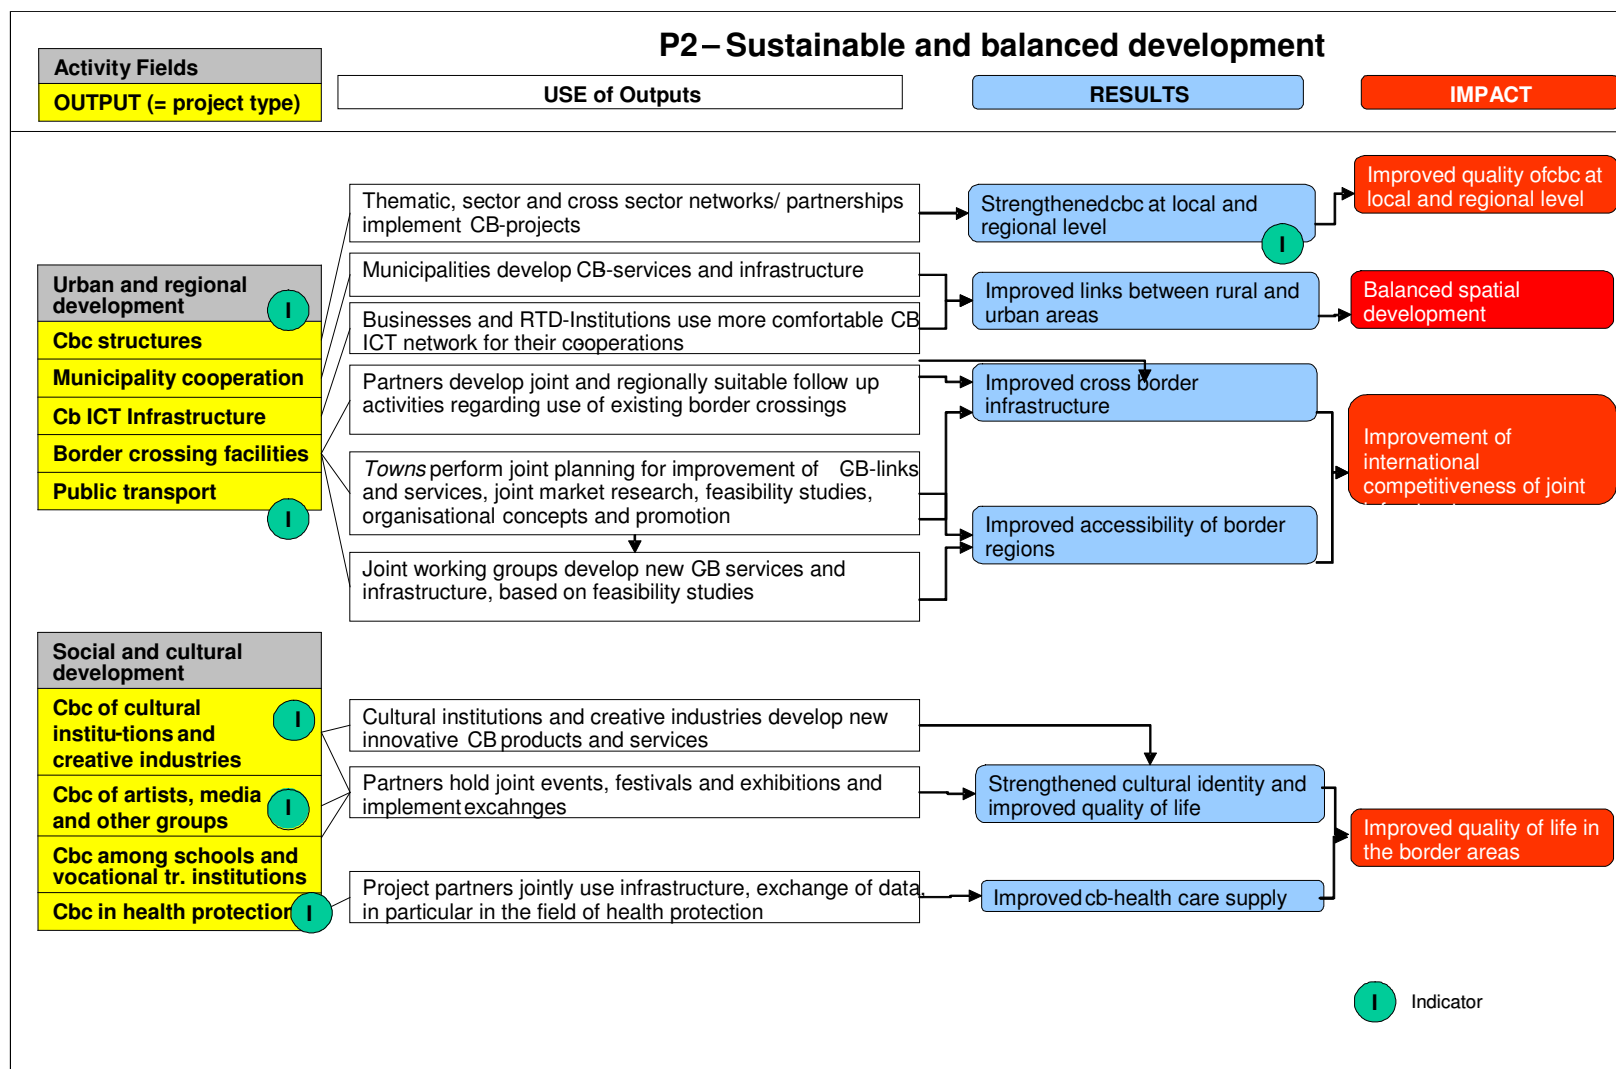 P2 – Sustainable and balanced development
Activity Fields
OUTPUT (= project type)
USE of Outputs
RESULTS
IMPACT
Thematic, sector and cross sector networks/ partnerships
implement CB-projects
Strengthened cbc at local and
regional level
I
Improved quality ofcbc at
local and regional level
Urban and regional
development
I
Cbc structures
Municipality cooperation
Cb ICT Infrastructure
Border crossing facilities
Public transport
I
Municipalities develop CB-services and infrastructure
Businesses and RTD-Institutions use more comfortable CB
ICT network for their cooperations
Improved links between rural and
urban areas
Balanced spatial
development
Partners develop joint and regionally suitable follow up
activities regarding use of existing border crossings
Improved cross border
infrastructure
Towns perform joint planning for improvement of CB-links
and services, joint market research, feasibility studies,
organisational concepts and promotion
Improved accessibility of border
regions
Improvement of
international
competitiveness of joint
Joint working groups develop new CB services and
infrastructure, based on feasibility studies
Social and cultural
development
Cbc of cultural
institu-tions and
creative industries
I
Cbc of artists, media
and other groups
I
Cbc among schools and
vocational tr. institutions
Cbc in health protection
I
Cultural institutions and creative industries develop new
innovative CB products and services
Partners hold joint events, festivals and exhibitions and
implement excahnges
Strengthened cultural identity and
improved quality of life
Improved quality of life in
the border areas
Project partners jointly use infrastructure, exchange of data,
in particular in the field of health protection
Improved cb-health care supply
I
Indicator